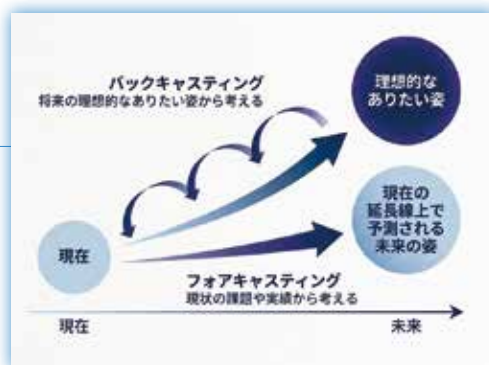 バックキャスティング
将来の理想的なありたい姿から考える
理想的な
ありたい姿
現在
現在の
延長線上で
予測される
未来の姿
フォアキャスティング
現状の課題や実績から考える
現在
未来